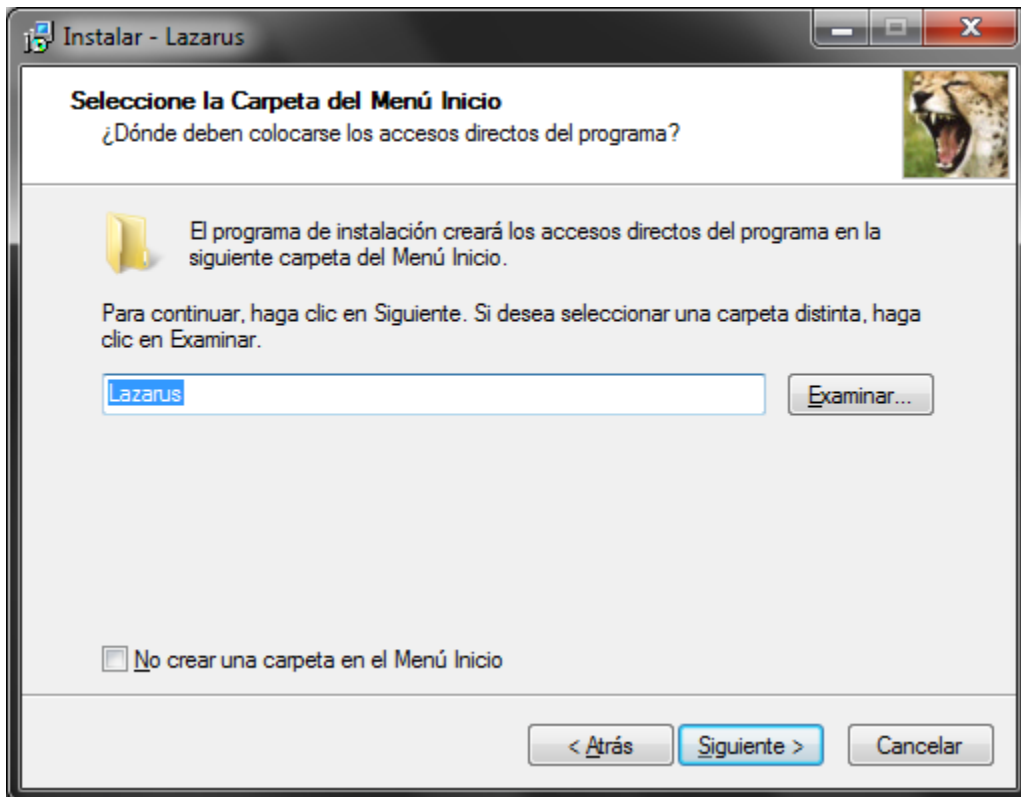 Instalar - Lazarus
Seleccione la Carpeta del Menú Inicio
¿Dónde deben colocarse los accesos directos del programa?
El programa de instalación creará los accesos directos del programa en la
siguiente carpeta del Menú Inicio.
Para continuar, haga clic en Siguiente. Si desea seleccionar una carpeta distinta, haga
clic en Examinar.
Lazarus
Examinar...
No crear una carpeta en el Menú Inicio
< Atrás
Siguiente >
Cancelar